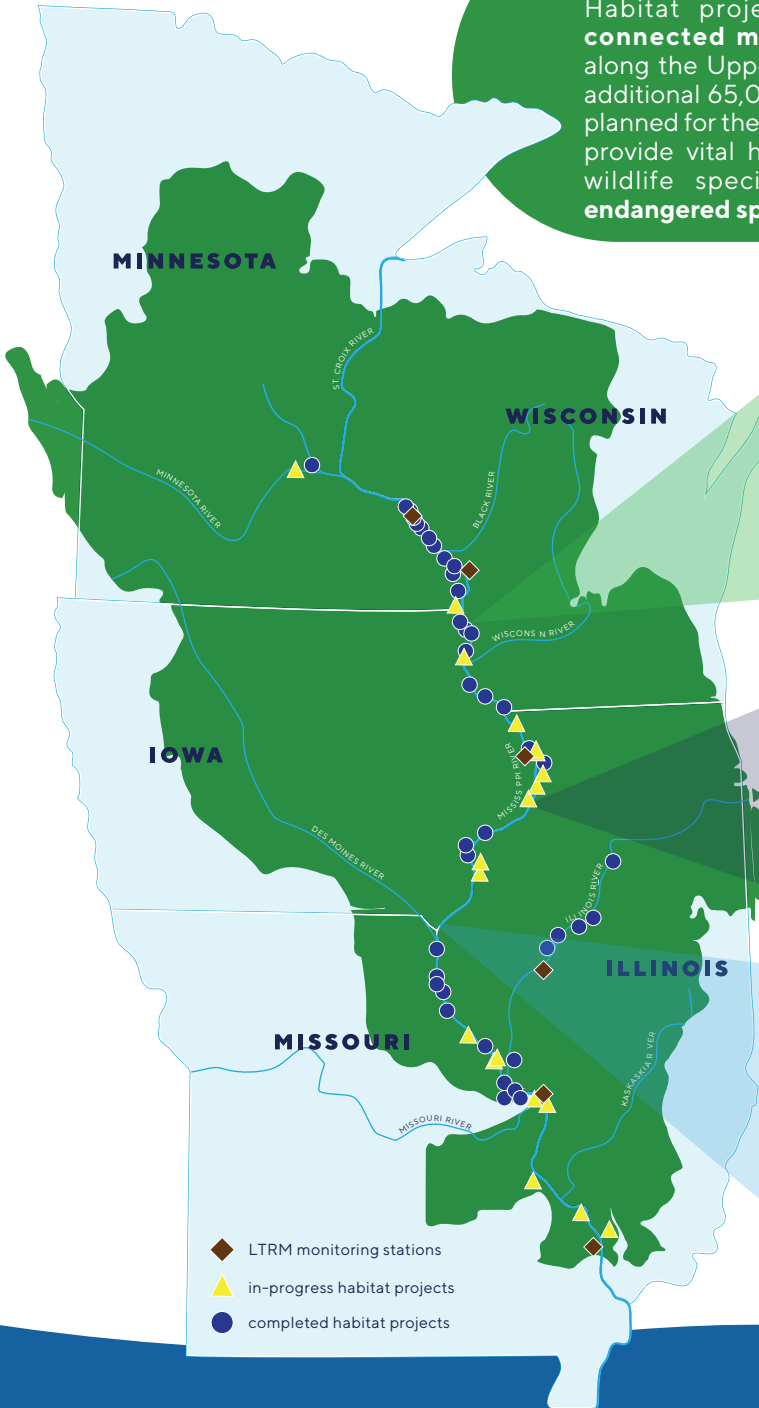 Habitat proje
connected m
along the Uppe
additional 65,0
planned for the
provide vital h
wildlife speci
endangered sp
MINNESOTA
ST. CROIX RIVER
WISCONSIN
MINNESOTA RIVER
BLACK RIVER
WISCONS N RIVER
IOWA
MISSISS PPI RIVER
DES MOINES RIVER
ILLINOIS RIVER
ILLINOIS
MISSOURI
KASKASKIA R VER
MISSOURI RIVER
LTRM monitoring stations
in-progress habitat projects
completed habitat projects